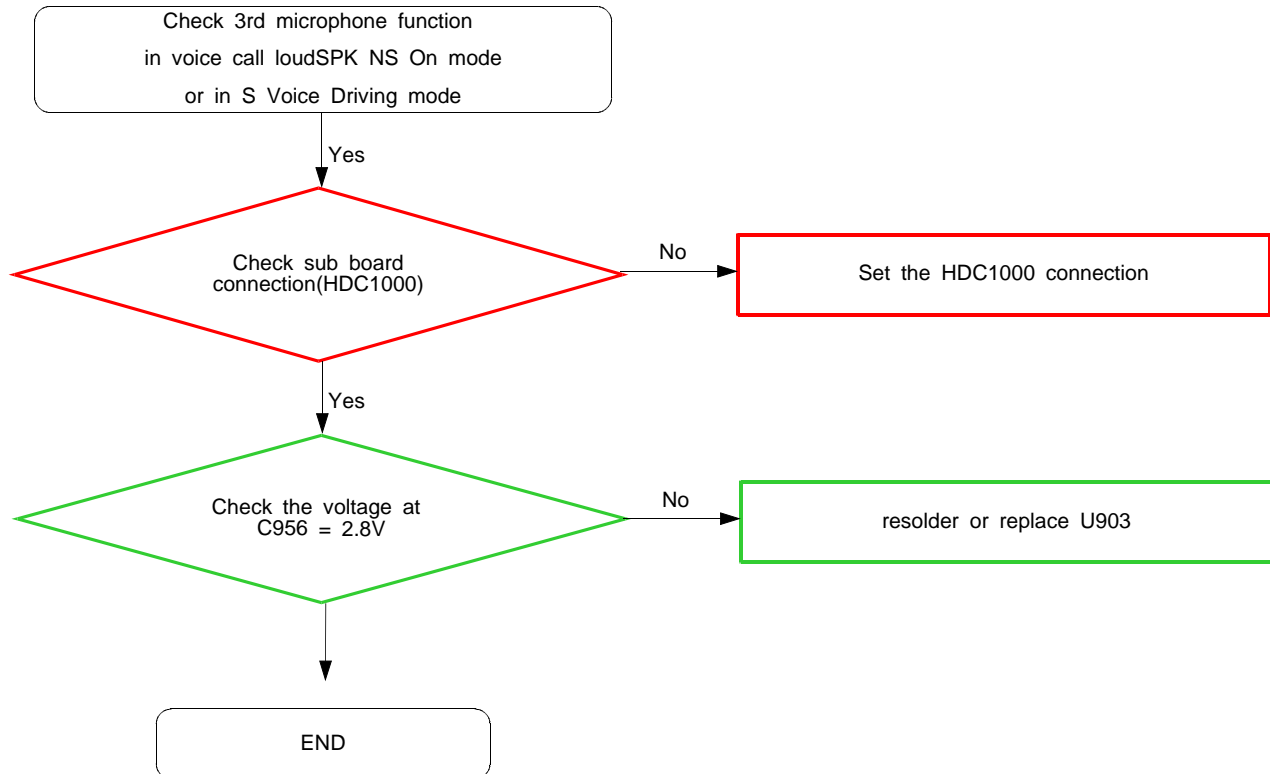 Check 3rd microphone function
in voice call loudSPK NS On mode
or in S Voice Driving mode
Yes
Check sub board
connection(HDC1000)
No
Set the HDC1000 connection
Yes
Check the voltage at
C956 = 2.8V
No
resolder or replace U903
END